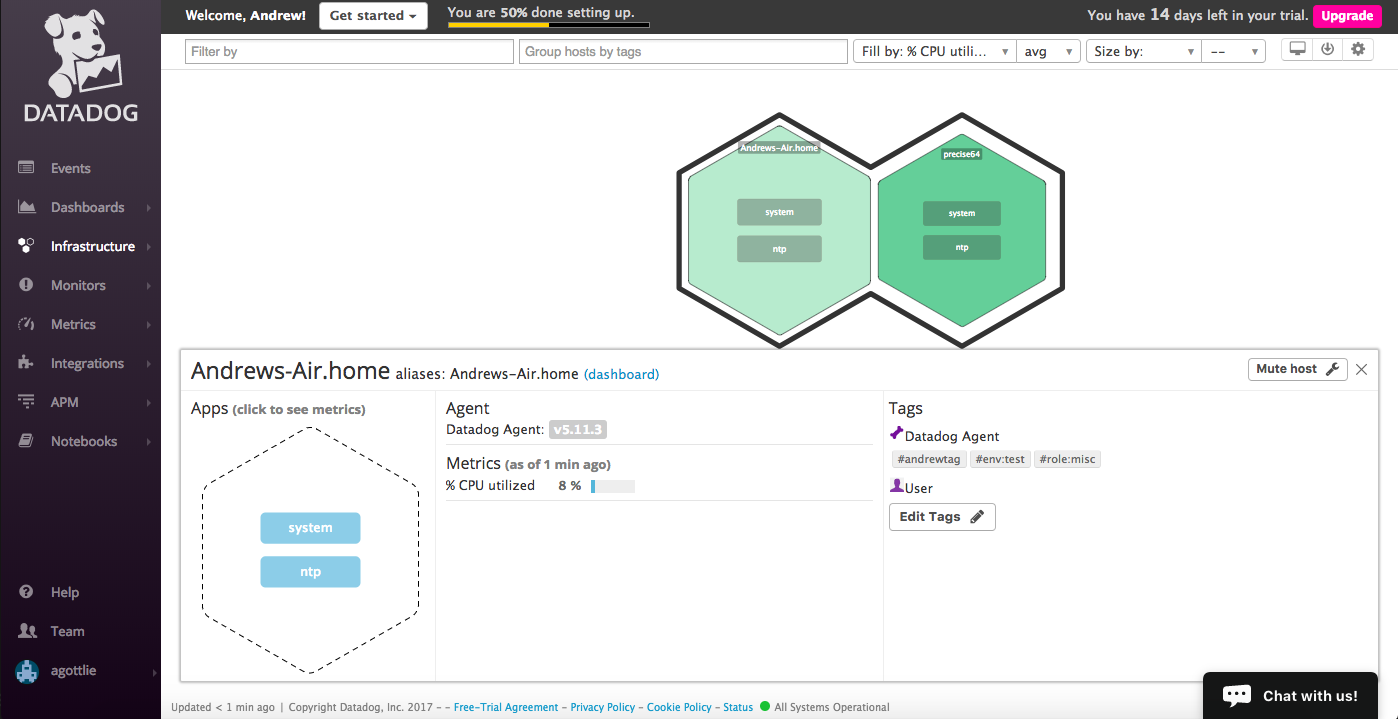 DATADOG
Events
Dashboards
Infrastructure
Monitors
Metrics
Integrations
APM
Notebooks
Help
Team
agottlie
Welcome, Andrew!
Get started
You are 50% done setting up.
You have 14 days left in your trial.
Upgrade
Filter by
Group hosts by tags
Fill by: % CPU utili...
avg
Size by:
--
Andrews-Air.home
system
ntp
precise64
system
ntp
Andrews-Air.home aliases: Andrews-Air.home (dashboard)
Mute host
Apps (click to see metrics)
system
ntp
Agent
Datadog Agent: v5.11.3
Metrics (as of 1 min ago)
% CPU utilized 8 %
Tags
Datadog Agent
#andrewtag #env:test #role:misc
User
Edit Tags
Updated < 1 min ago | Copyright Datadog, Inc. 2017 - - Free-Trial Agreement - Privacy Policy - Cookie Policy - Status All Systems Operational
Chat with us!